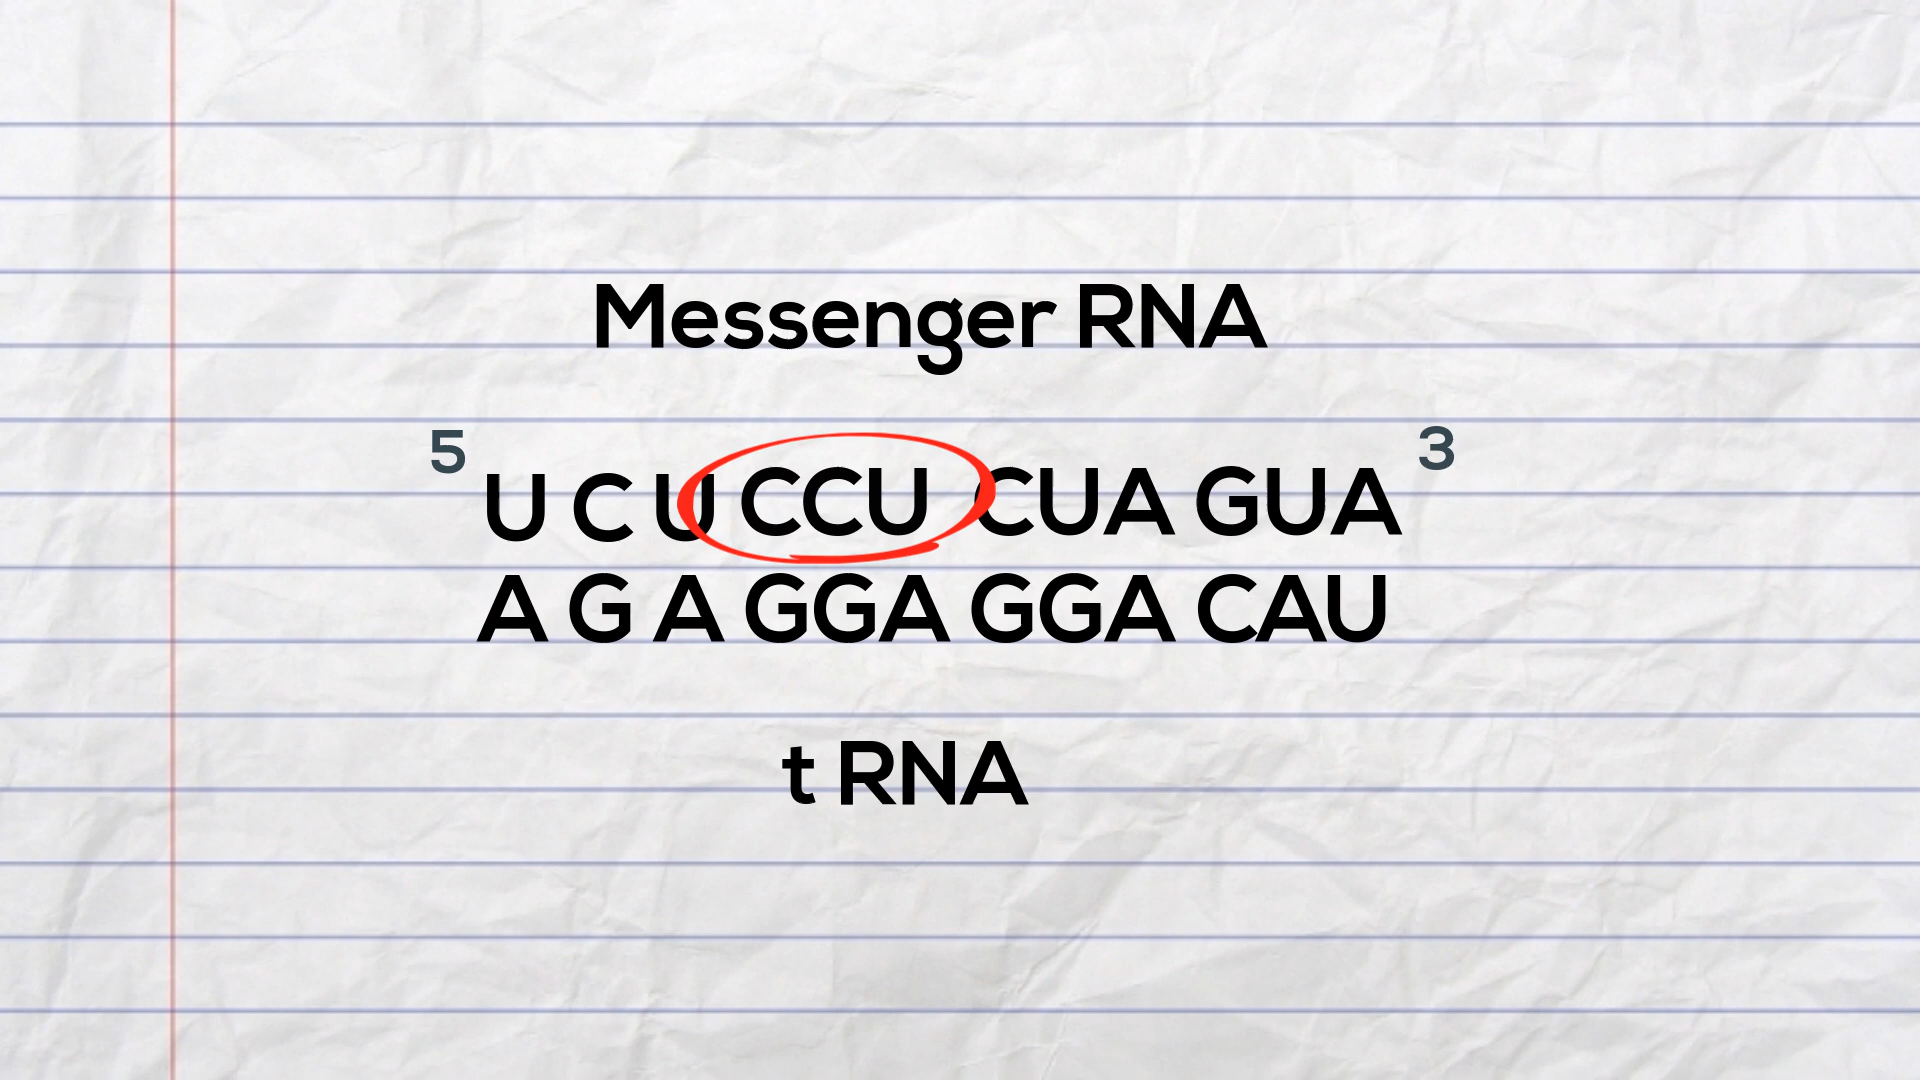 Messenger RNA
5 U C U CCU CUA GUA 3
A G A GGA GGA CAU
t RNA